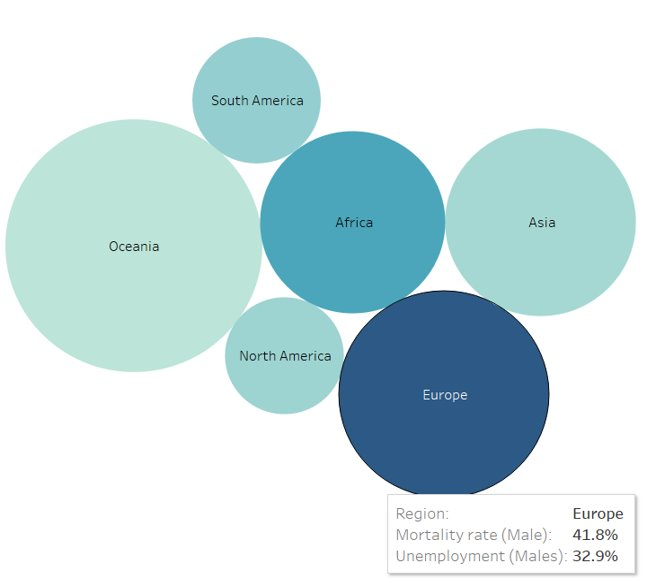 South America
Africa
Asia
Oceania
North America
Europe
Region: Europe
Mortality rate (Male): 41.8%
Unemployment (Males): 32.9%